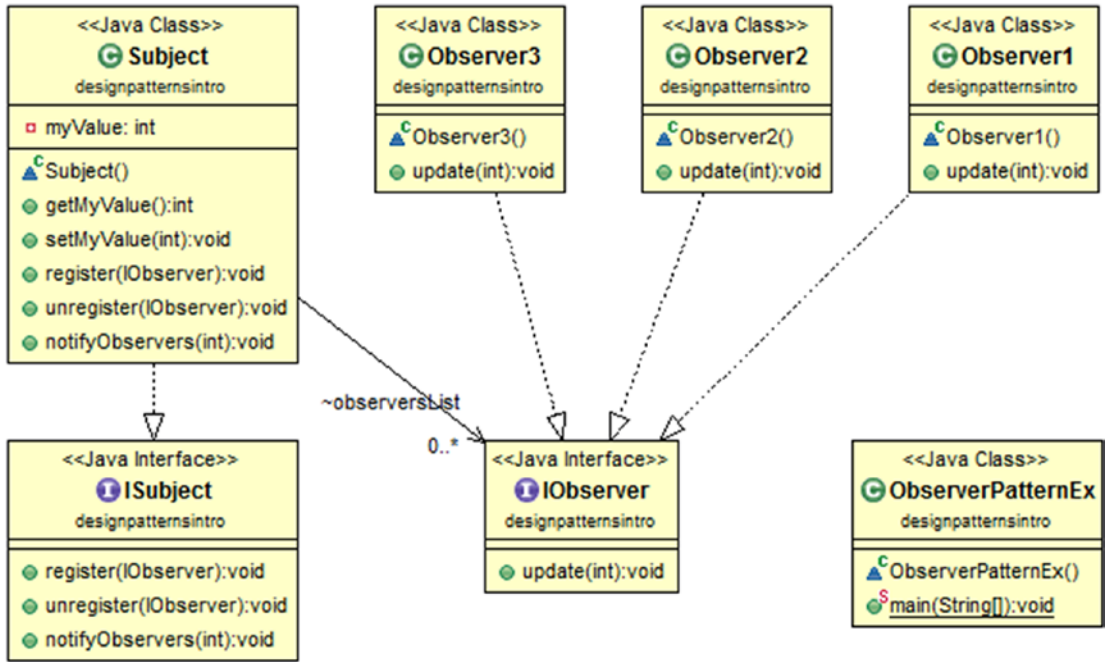 <<Java Class>>
Subject
designpatternsintro
myValue: int
Subject()
getMyValue():int
setMyValue(int):void
register(IObserver):void
unregister(IObserver):void
notifyObservers(int):void
<<Java Class>>
Observer3
designpatternsintro
Observer3()
update(int):void
<<Java Class>>
Observer2
designpatternsintro
Observer2()
update(int):void
<<Java Class>>
Observer1
designpatternsintro
Observer1()
update(int):void
~observersList
0..*
<<Java Interface>>
ISubject
designpatternsintro
register(IObserver):void
unregister(IObserver):void
notifyObservers(int):void
<<Java Interface>>
IObserver
designpatternsintro
update(int):void
<<Java Class>>
ObserverPatternEx
designpatternsintro
ObserverPatternEx()
main(String[]):void